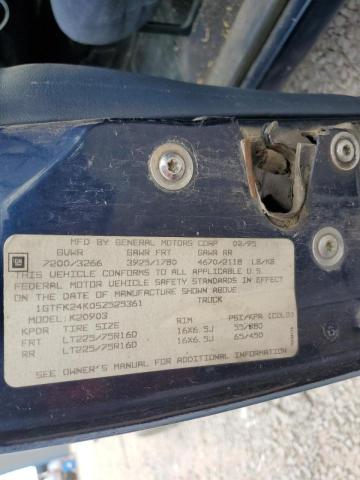 GM
MFD BY GENERAL MOTORS CORP 02/95
GVWR GAWR FRT GAWR RR
7200/3266 3925/1780 4670/2118 LB/KG
THIS VEHICLE CONFORMS TO ALL APPLICABLE U.S.
FEDERAL MOTOR VEHICLE SAFETY STANDARDS IN EFFECT
ON THE DATE OF MANUFACTURE SHOWN ABOVE.
1GTFK24K0SZ525361 TRUCK
MODEL: K20903
KPDR TIRE SIZE RIM PSI/KPA (COLD)
FRT LT225/75R16D 16X6.5J 55/380
RR LT225/75R16D 16X6.5J 65/450
SEE OWNER'S MANUAL FOR ADDITIONAL INFORMATION